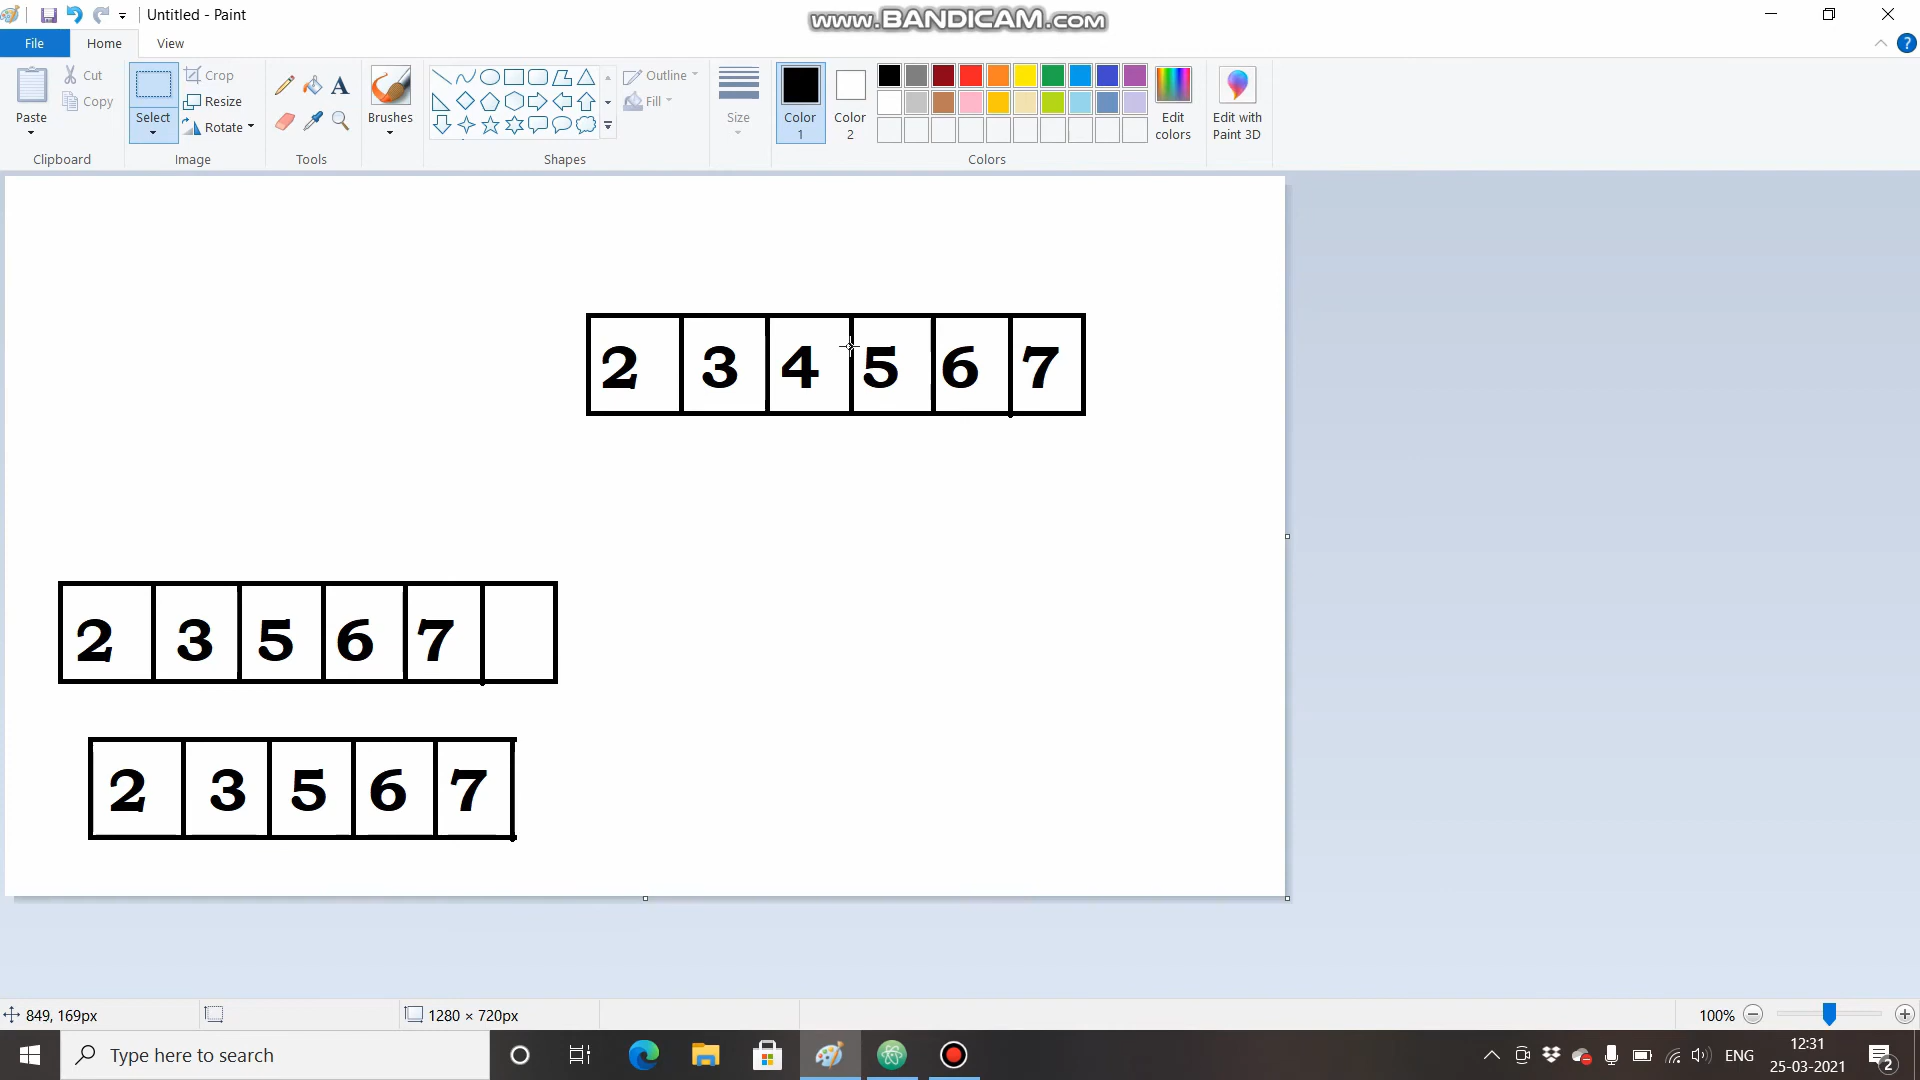 Untitled - Paint
www.BANDICAM.com
File Home View
Paste
Cut
Copy
Clipboard
Select
Crop
Resize
Rotate
Image
A
Tools
Brushes
Outline
Fill
Shapes
Size
Color 1
Color 2
Edit colors
Colors
Edit with Paint 3D
?
2 3 4 5 6 7
2 3 5 6 7
2 3 5 6 7
849, 169px
1280 × 720px
100%
Type here to search
ENG
12:31
25-03-2021
2